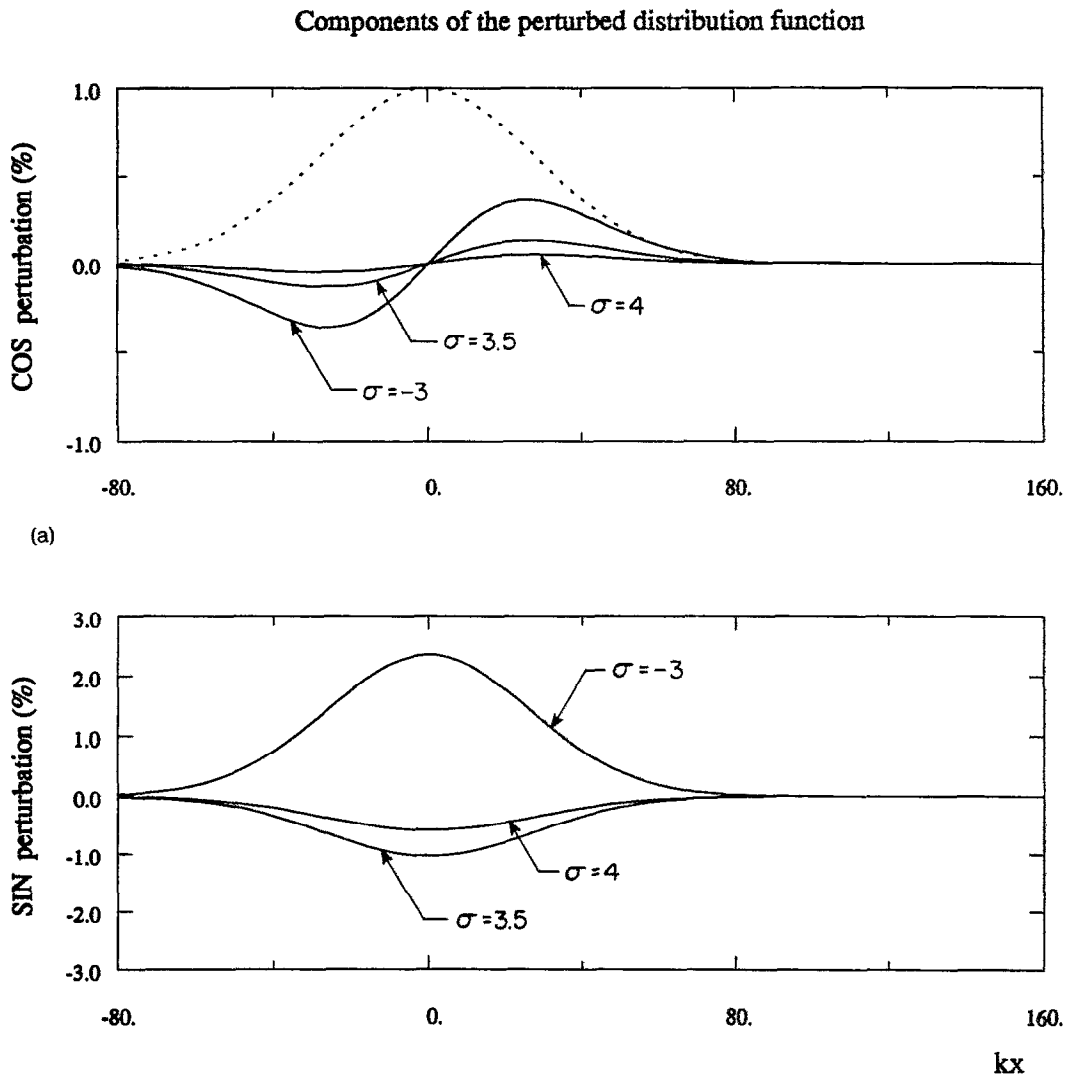 Components of the perturbed distribution function
COS perturbation (%)
1.0
0.0
-1.0
σ=4
σ=3.5
σ=-3
-80.
0.
80.
160.
(a)
SIN perturbation (%)
3.0
2.0
1.0
0.0
-1.0
-2.0
-3.0
σ=-3
σ=4
σ=3.5
-80.
0.
80.
160.
kx